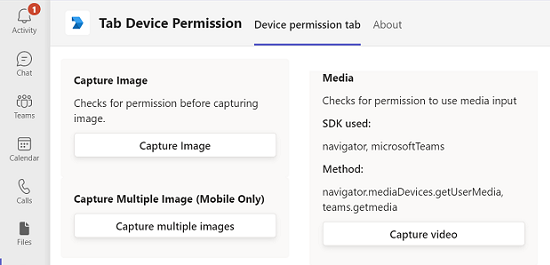 1
Activity
Chat
Teams
Calendar
Calls
Files
Tab Device Permission
Device permission tab
About
Capture Image
Checks for permission before capturing
image.
Capture Image
Capture Multiple Image (Mobile Only)
Capture multiple images
Media
Checks for permission to use media input
SDK used:
navigator, microsoftTeams
Method:
navigator.mediaDevices.getUserMedia,
teams.getmedia
Capture video